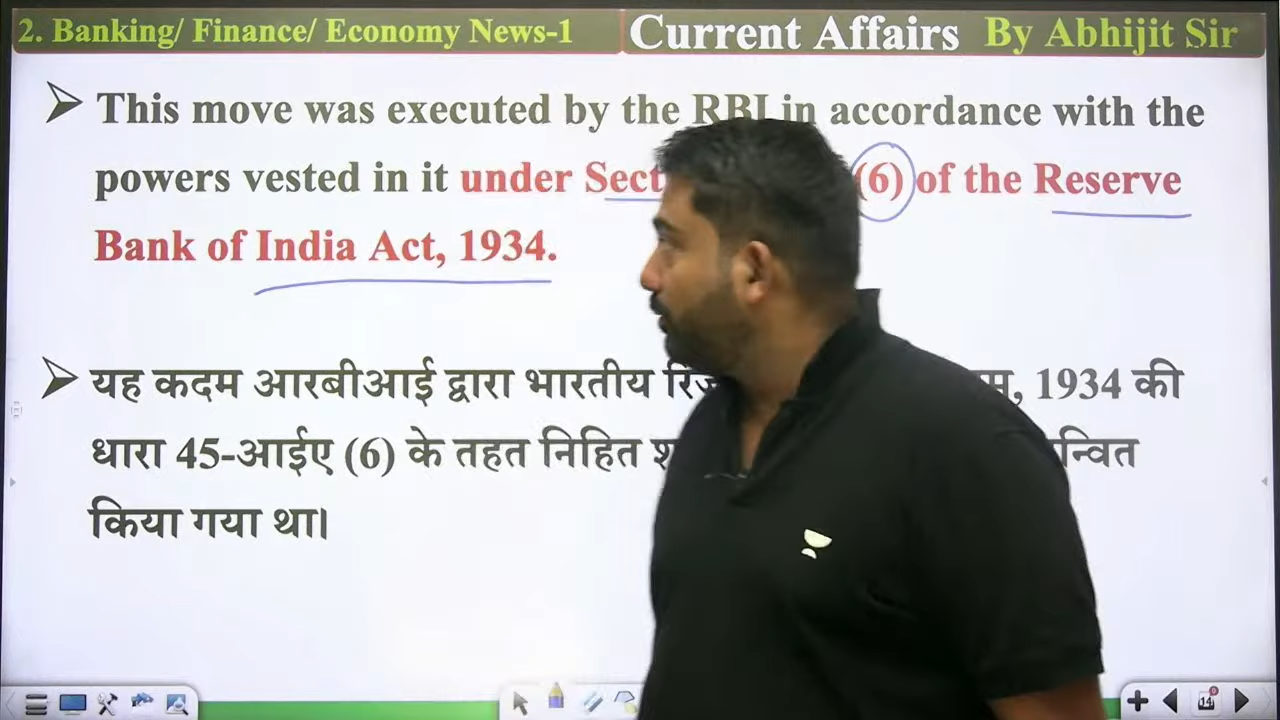 2. Banking/ Finance/ Economy News-1 Current Affairs By Abhijit Sir
➢ This move was executed by the RBI in accordance with the
powers vested in it under (6) of the Reserve
Bank of India Act, 1934.
➢ यह कदम आरबीआई द्वारा भारतीय 1934 की
धारा 45-आईए (6) के तहत निहित
किया गया था।
14